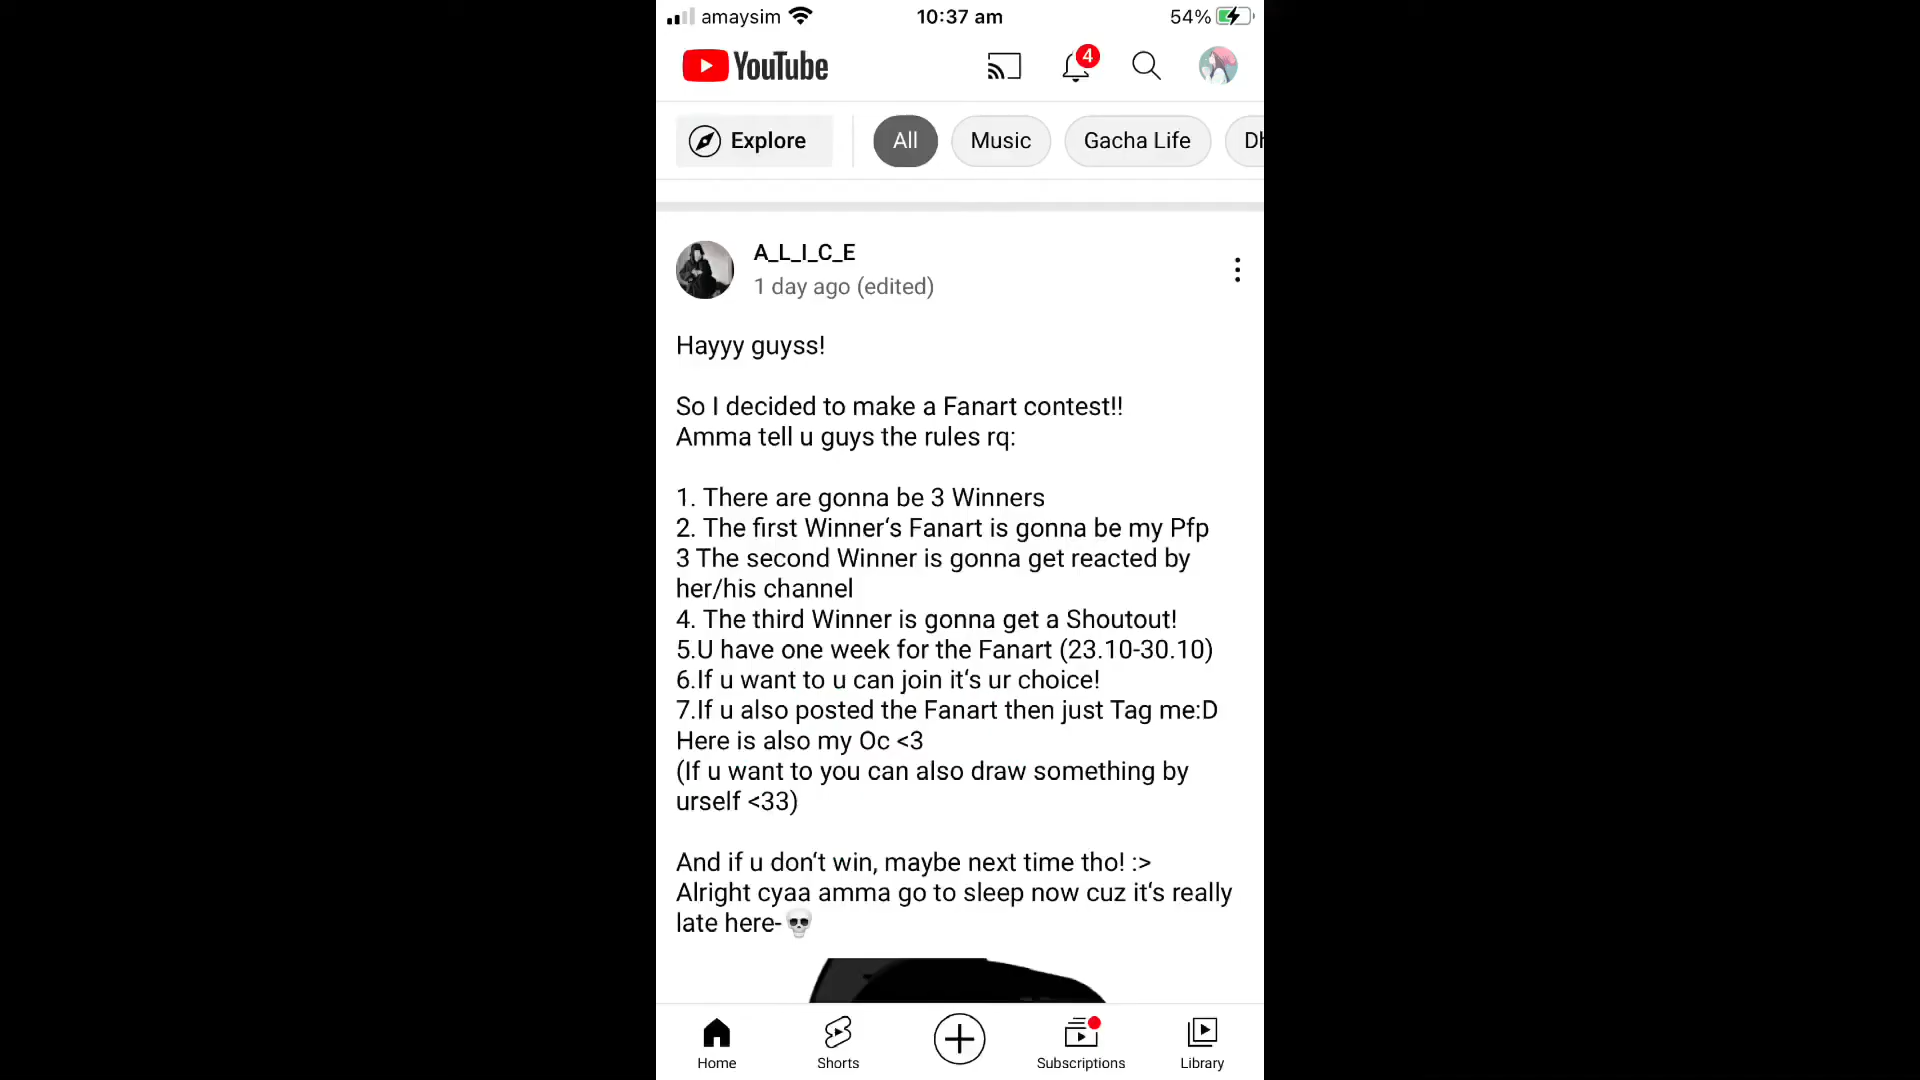 amaysim 10:37 am 54%
YouTube 4
Explore All Music Gacha Life
A_L_I_C_E
1 day ago (edited)
Hayyy guyss!
So I decided to make a Fanart contest!!
Amma tell u guys the rules rq:
1. There are gonna be 3 Winners
2. The first Winner‘s Fanart is gonna be my Pfp
3 The second Winner is gonna get reacted by
her/his channel
4. The third Winner is gonna get a Shoutout!
5.U have one week for the Fanart (23.10-30.10)
6.If u want to u can join it‘s ur choice!
7.If u also posted the Fanart then just Tag me:D
Here is also my Oc <3
(If u want to you can also draw something by
urself <33)
And if u don‘t win, maybe next time tho! :>
Alright cyaa amma go to sleep now cuz it‘s really
late here-💀
Home Shorts Subscriptions Library